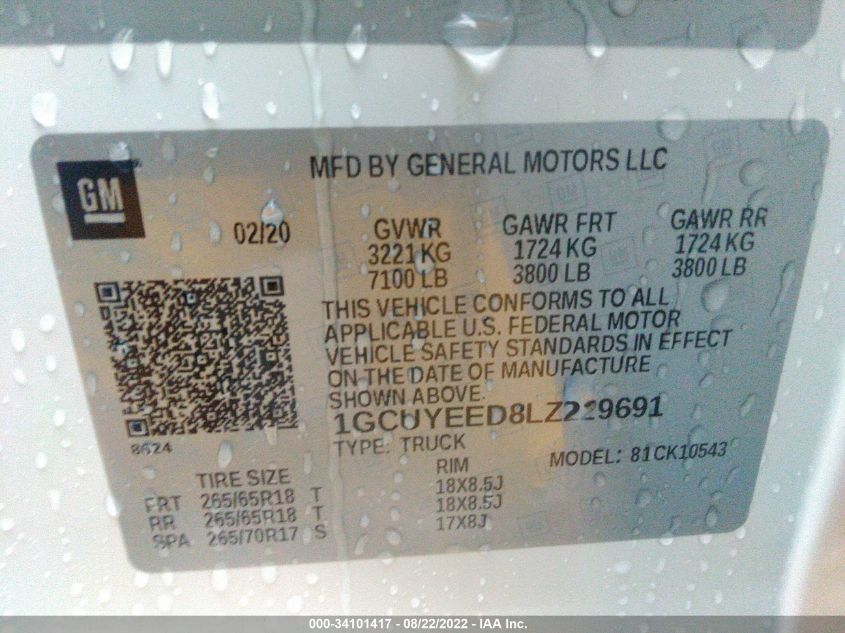 MFD BY GENERAL MOTORS LLC
GM
02/20
GVWR
3221 KG
7100 LB
GAWR FRT
1724 KG
3800 LB
GAWR RR
1724 KG
3800 LB
THIS VEHICLE CONFORMS TO ALL
APPLICABLE U.S. FEDERAL MOTOR
VEHICLE SAFETY STANDARDS IN EFFECT
ON THE DATE OF MANUFACTURE
SHOWN ABOVE.
1GCUYEED8LZ229691
8624
TYPE: TRUCK
MODEL: 81CK10543
TIRE SIZE
RIM
FRT 265/65R18 T 18X8.5J
RR 265/65R18 T 18X8.5J
SPA 265/70R17 S 17X8J
000-34101417 - 08/22/2022 - IAA Inc.